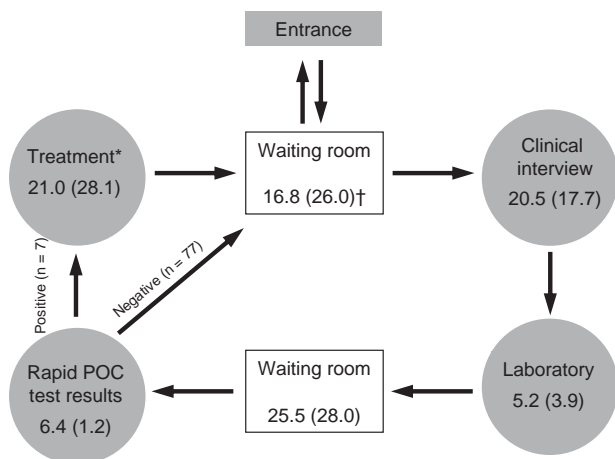 Entrance
Treatment*
21.0 (28.1)
Waiting room
16.8 (26.0)†
Clinical
interview
20.5 (17.7)
Positive (n = 7)
Negative (n = 77)
Rapid POC
test results
6.4 (1.2)
Waiting room
25.5 (28.0)
Laboratory
5.2 (3.9)